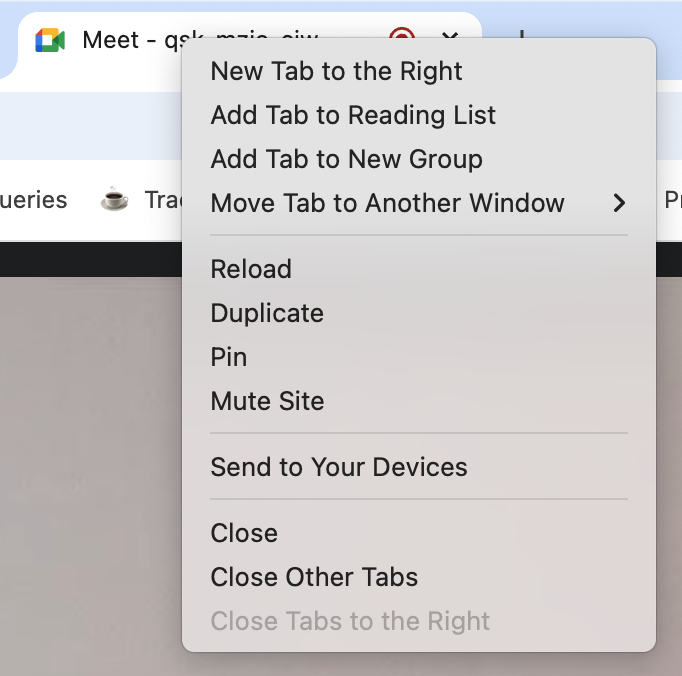 Meet -
New Tab to the Right
Add Tab to Reading List
Add Tab to New Group
Move Tab to Another Window
ueries
Reload
Duplicate
Pin
Mute Site
Send to Your Devices
Close
Close Other Tabs
Close Tabs to the Right